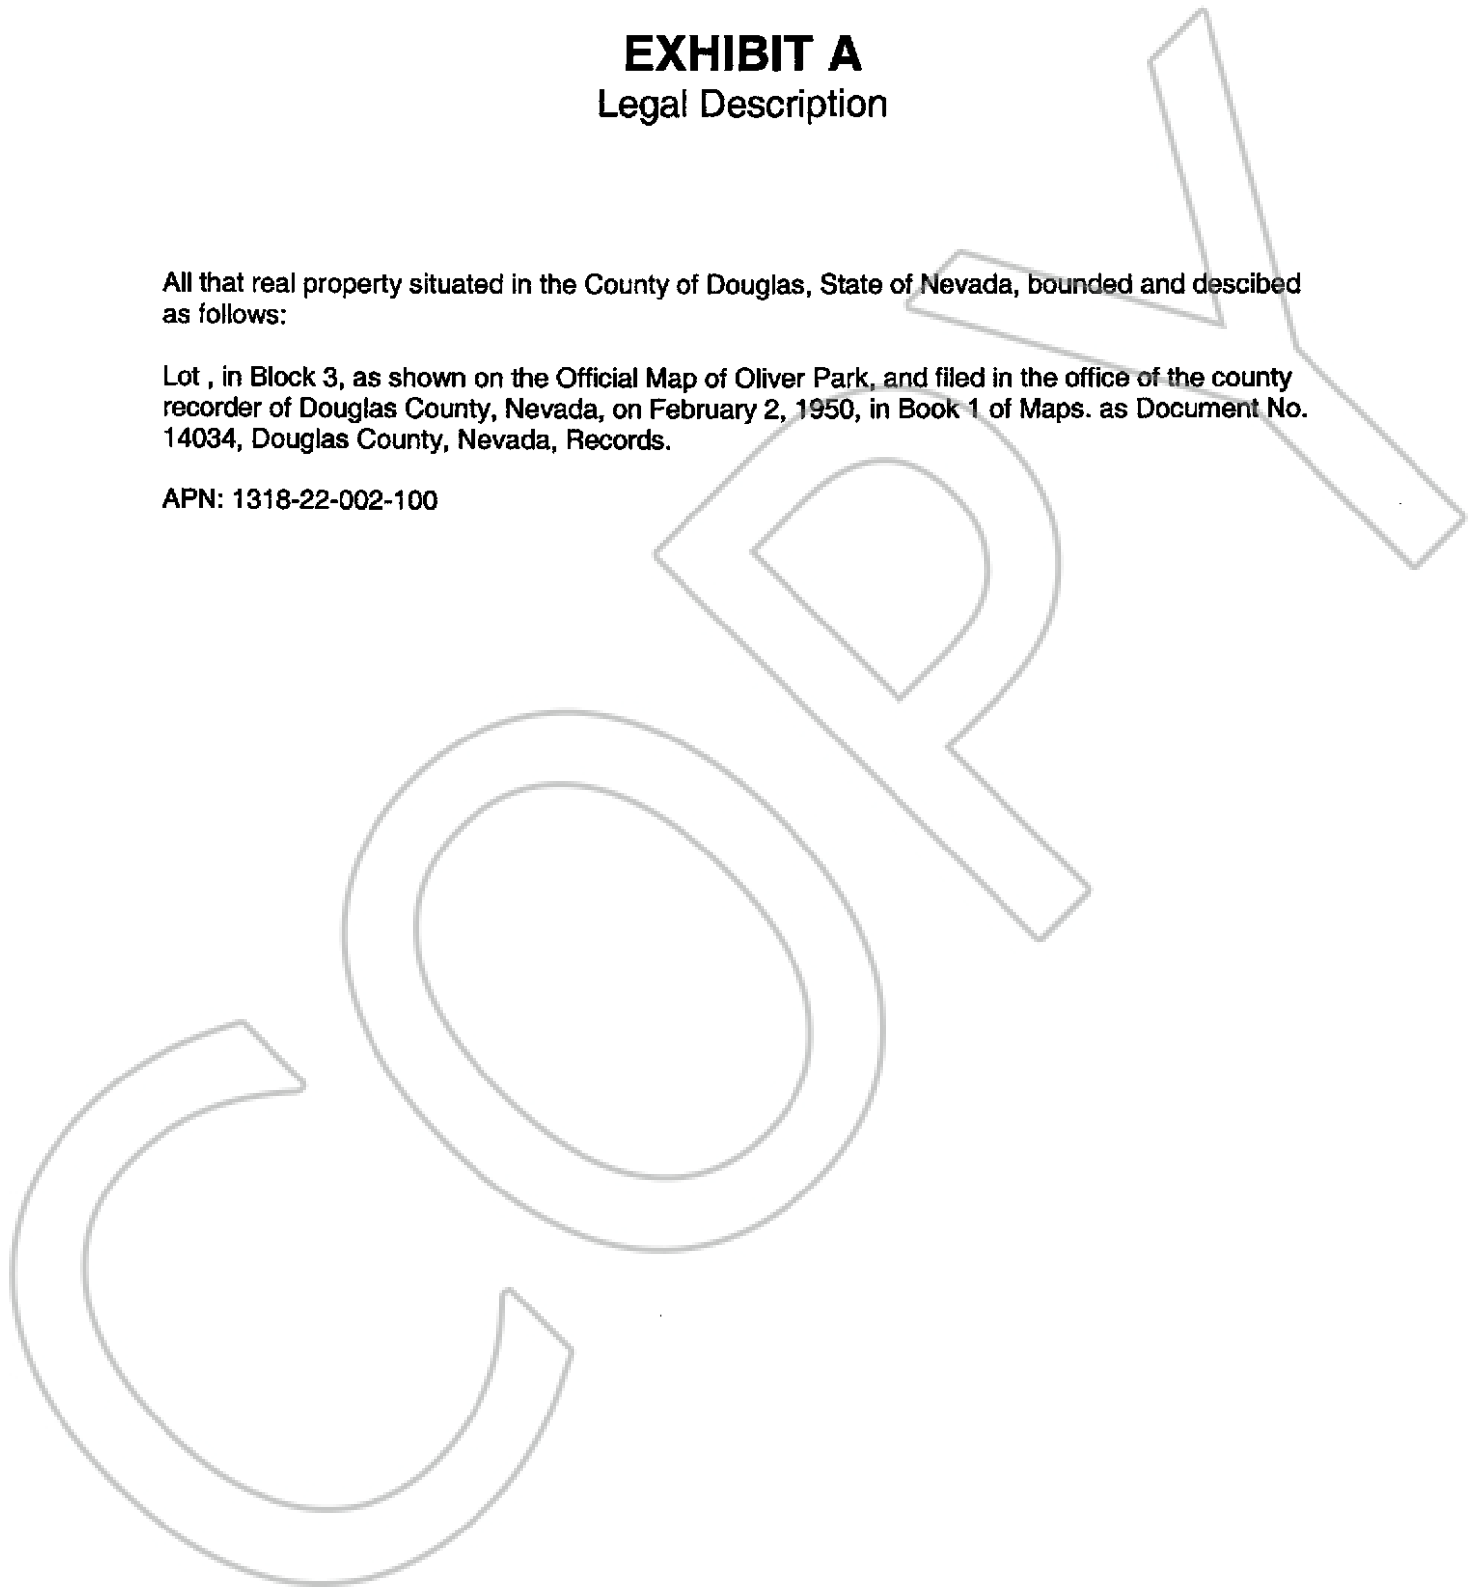 EXHIBIT A
Legal Description
All that real property situated in the County of Douglas, State of Nevada, bounded and descibed
as follows:
Lot , in Block 3, as shown on the Official Map of Oliver Park, and filed in the office of the county
recorder of Douglas County, Nevada, on February 2, 1950, in Book 1 of Maps. as Document No.
14034, Douglas County, Nevada, Records.
APN: 1318-22-002-100
COPY